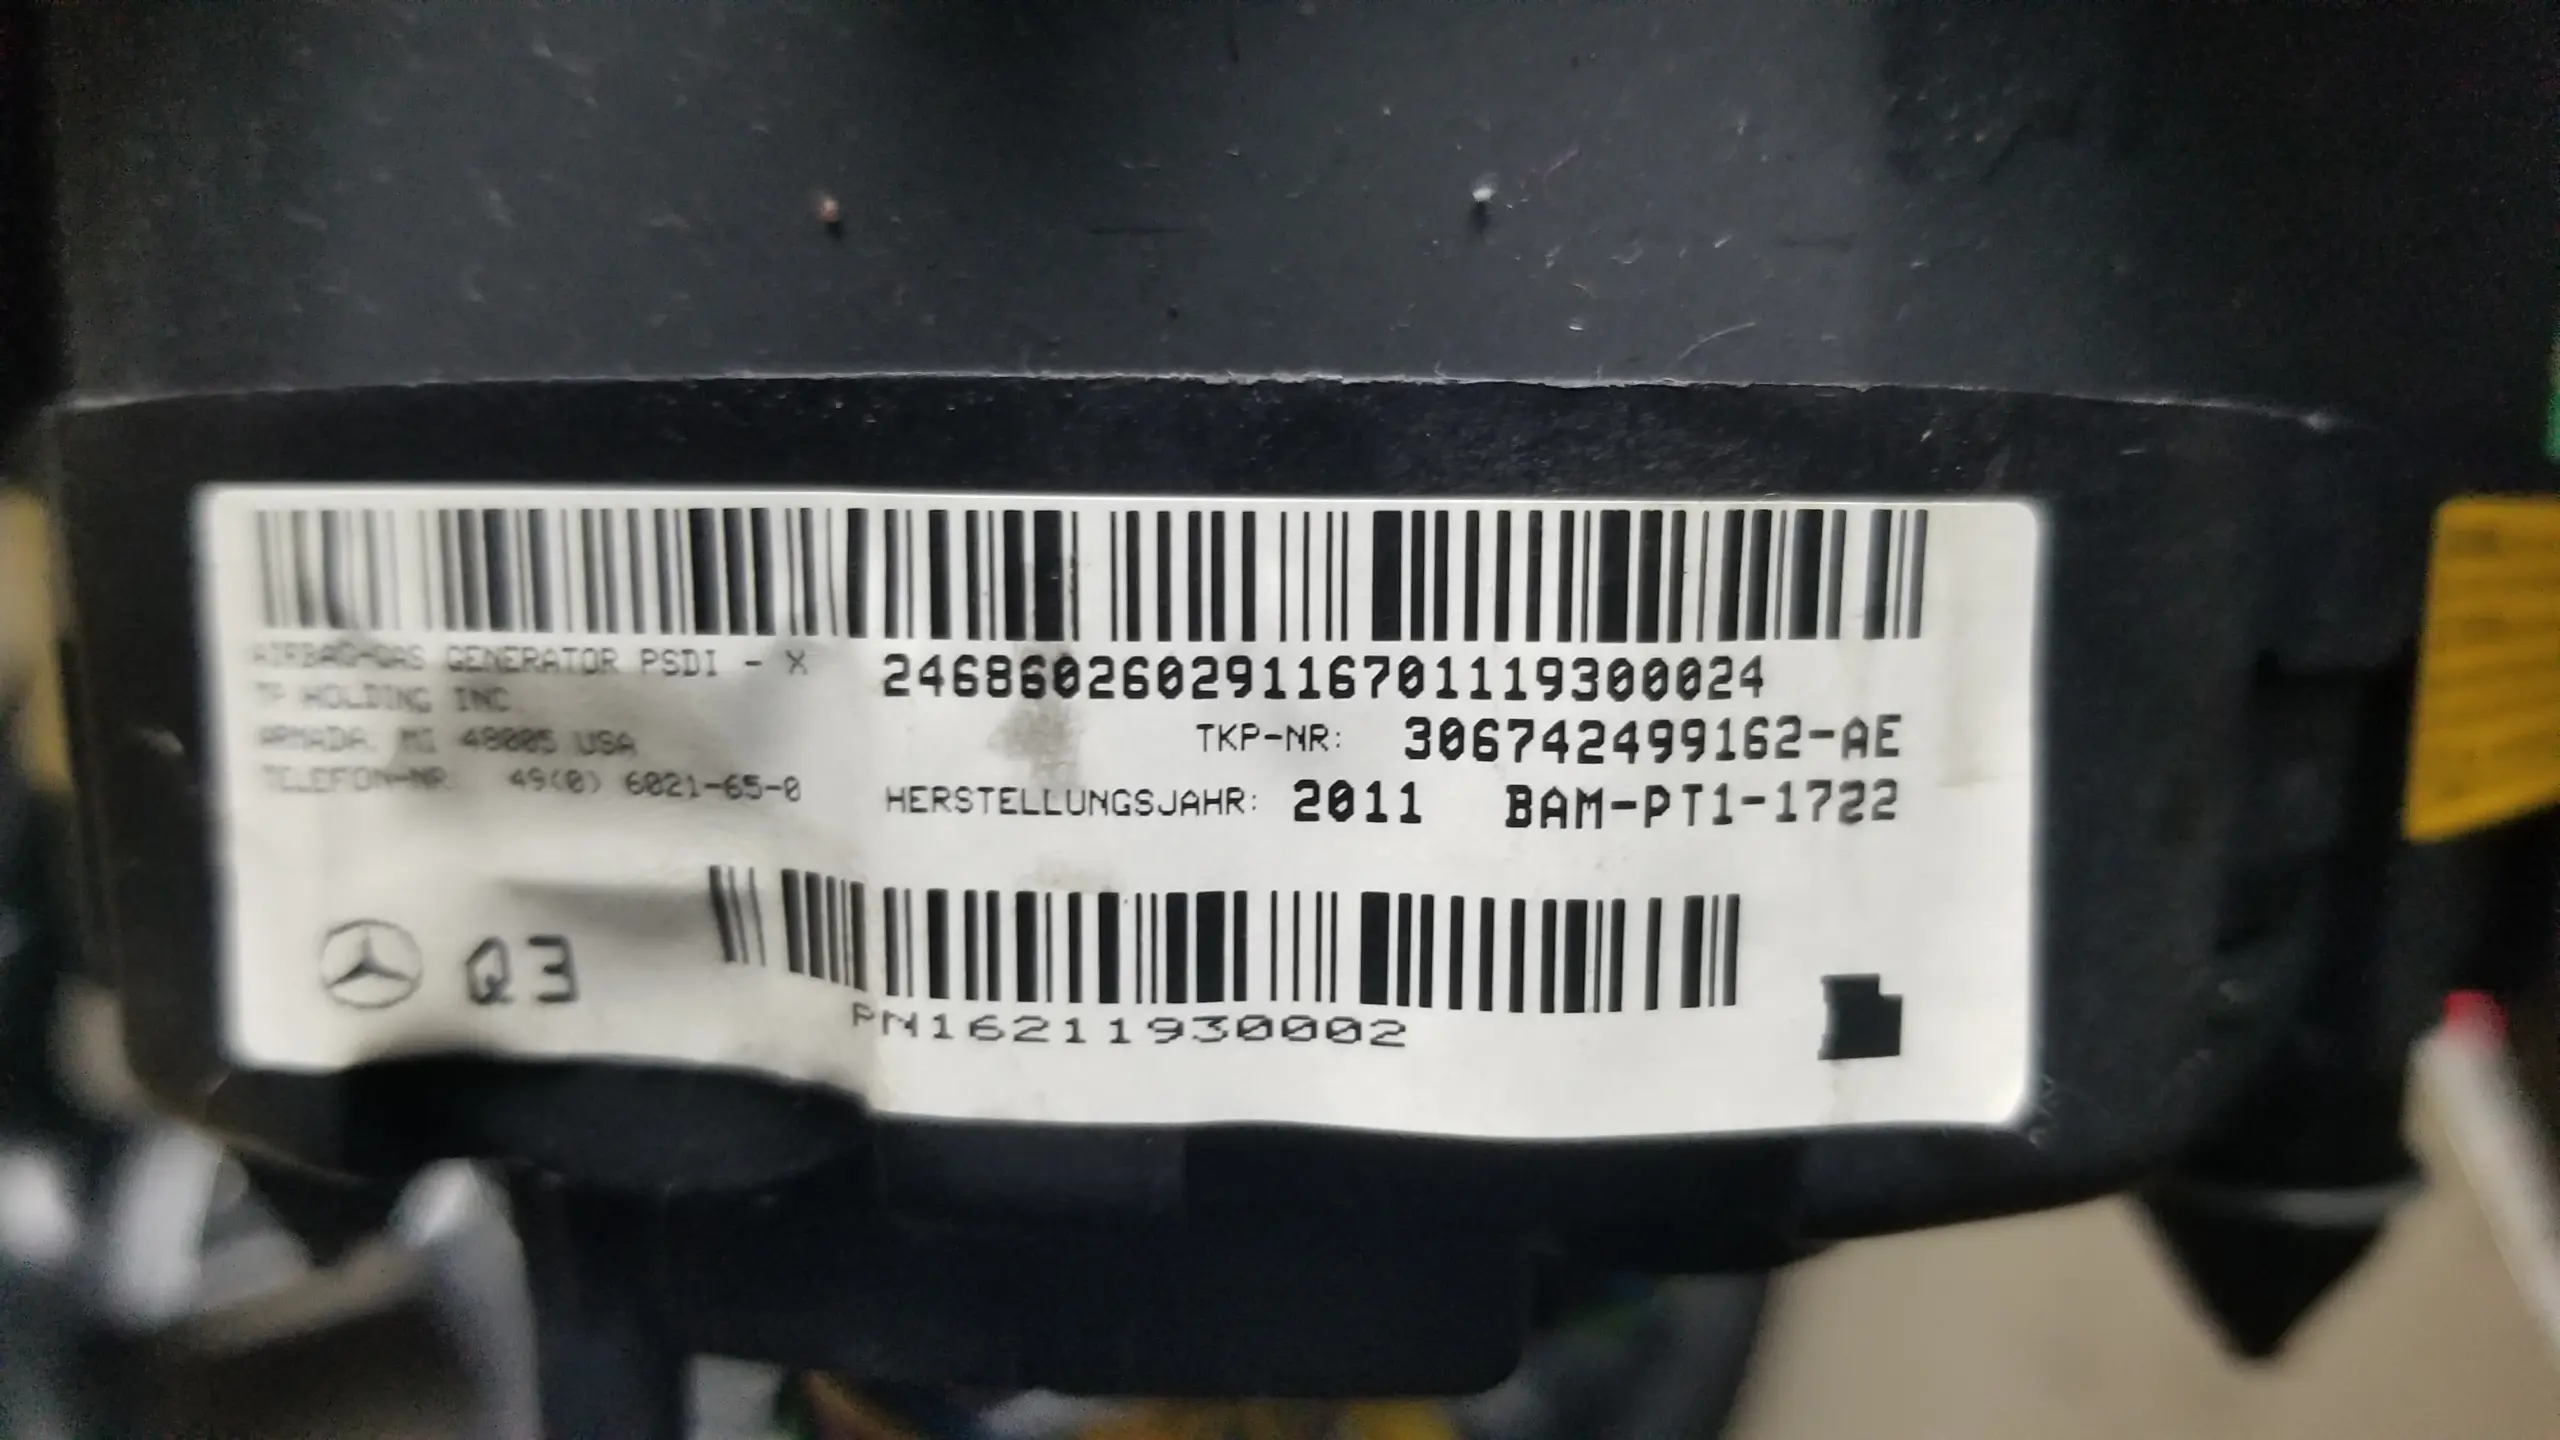 AIRBAG-GAS GENERATOR PSDI - X
TP HOLDING INC
ARMADA, MI 48005 USA
TELEFON-NR: 49(0) 6021-65-0
24686026029116701119300024
TKP-NR: 306742499162-AE
HERSTELLUNGSJAHR: 2011 BAM-PT1-1722
Q3
PN16211930002